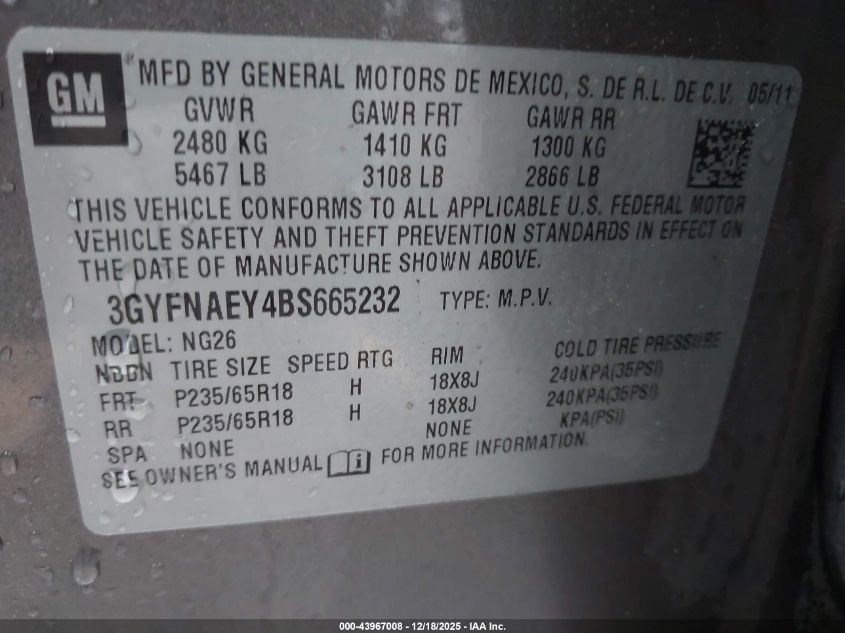 GM
MFD BY GENERAL MOTORS DE MEXICO, S. DE R.L. DE C.V. 05/11
GVWR GAWR FRT GAWR RR
2480 KG 1410 KG 1300 KG
5467 LB 3108 LB 2866 LB
THIS VEHICLE CONFORMS TO ALL APPLICABLE U.S. FEDERAL MOTOR
VEHICLE SAFETY AND THEFT PREVENTION STANDARDS IN EFFECT ON
THE DATE OF MANUFACTURE SHOWN ABOVE.
3GYFNAEY4BS665232 TYPE: M.P.V.
MODEL: NG26
NBBN TIRE SIZE SPEED RTG RIM COLD TIRE PRESSURE
FRT P235/65R18 H 18X8J 240KPA(35PSI)
RR P235/65R18 H 18X8J 240KPA(35PSI)
SPA NONE NONE KPA(PSI)
SEE OWNER'S MANUAL FOR MORE INFORMATION.
000-43967008 - 12/18/2025 - IAA Inc.